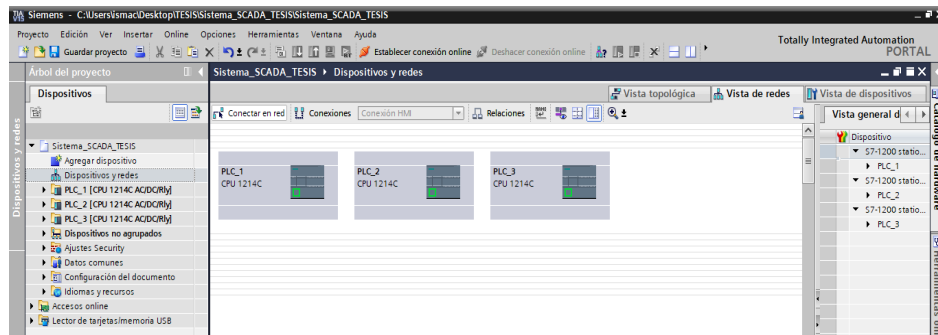 Siemens - C:\Users\ismac\Desktop\TESIS\Sistema_SCADA_TESIS\Sistema_SCADA_TESIS
Proyecto Edición Ver Insertar Online Opciones Herramientas Ventana Ayuda
Guardar proyecto Establecer conexión online Deshacer conexión online
Totally Integrated Automation
PORTAL
Árbol del proyecto
Sistema_SCADA_TESIS Dispositivos y redes
Dispositivos
Vista topológica Vista de redes Vista de dispositivos
Conectar en red Conexiones Conexión HMI Relaciones
Vista general d
Dispositivos y redes
Sistema_SCADA_TESIS
Agregar dispositivo
Dispositivos y redes
PLC_1 [CPU 1214C AC/DC/Rly]
PLC_2 [CPU 1214C AC/DC/Rly]
PLC_3 [CPU 1214C AC/DC/Rly]
Dispositivos no agrupados
Ajustes Security
Datos comunes
Configuración del documento
Idiomas y recursos
Accesos online
Lector de tarjetas/memoria USB
PLC_1
CPU 1214C
PLC_2
CPU 1214C
PLC_3
CPU 1214C
Dispositivo
S7-1200 statio...
PLC_1
S7-1200 statio...
PLC_2
S7-1200 statio...
PLC_3
Catálogo de hardware
Herramientas o